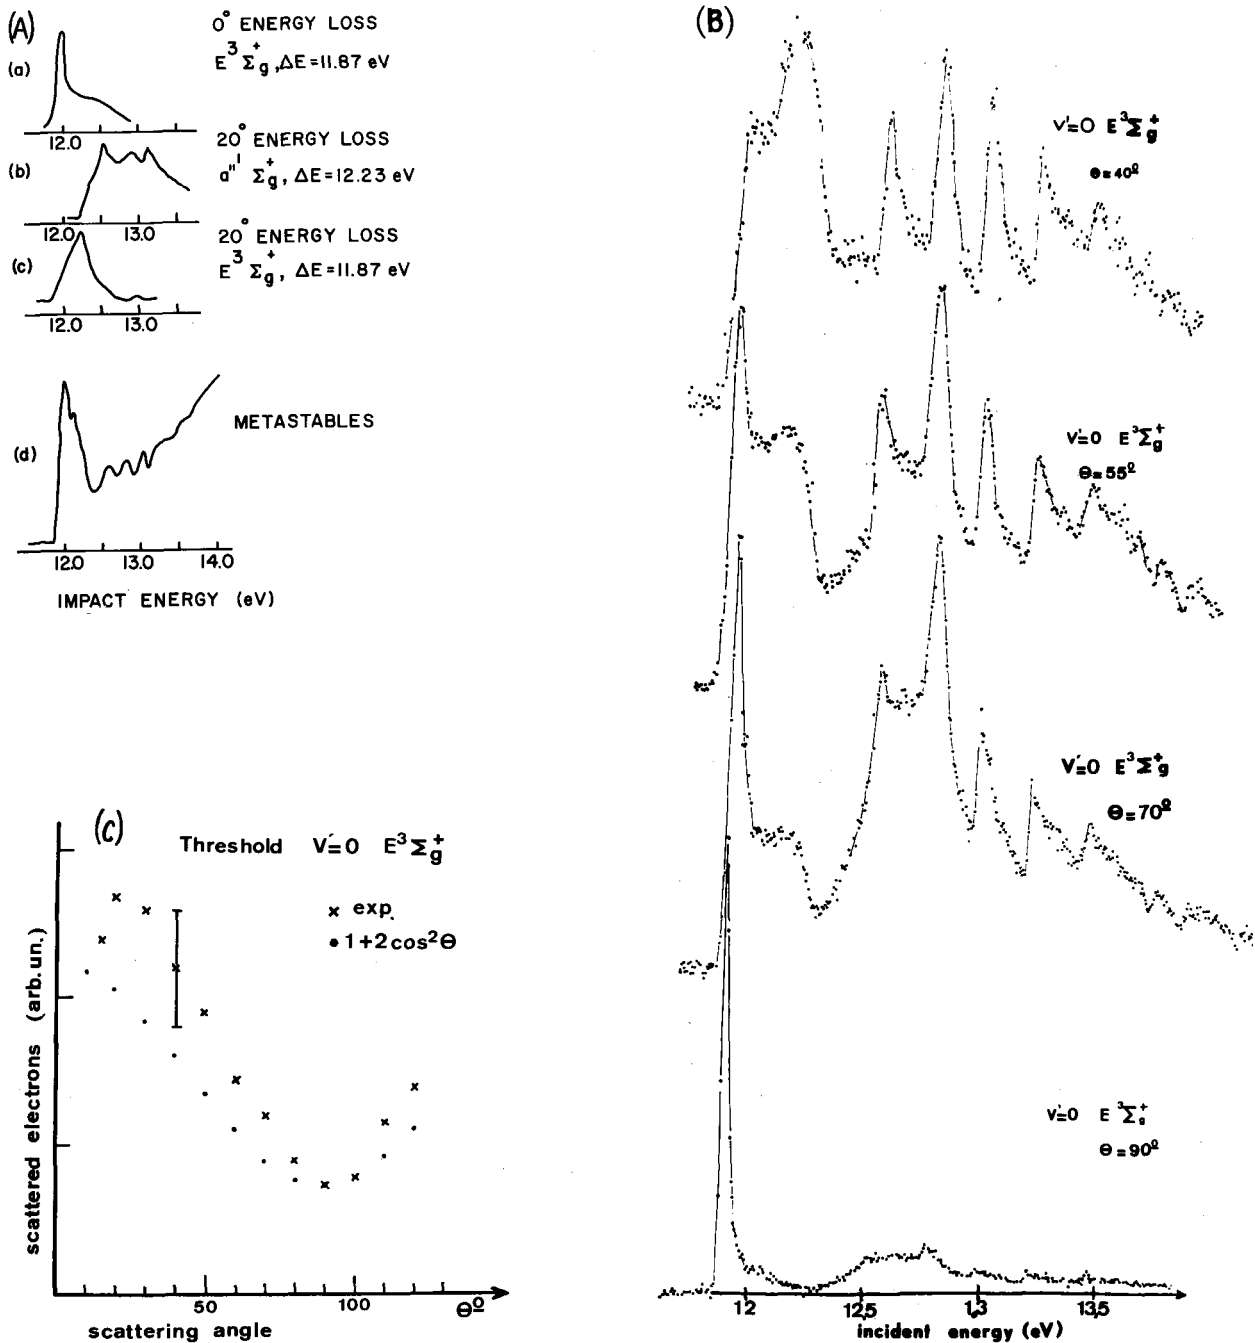 (A)
(a)
0° ENERGY LOSS
E³Σg⁺, ΔE=11.87 eV
12.0
(b)
20° ENERGY LOSS
a"¹ Σg⁺, ΔE=12.23 eV
12.0 13.0
(c)
20° ENERGY LOSS
E³Σg⁺, ΔE=11.87 eV
12.0 13.0
(d)
METASTABLES
12.0 13.0 14.0
IMPACT ENERGY (eV)
(B)
v'=0 E³Σg⁺
Θ=40º
v'=0 E³Σg⁺
Θ=55º
V'=0 E³Σg⁺
Θ=70º
V'=0 E³Σg⁺
Θ=90º
12 12,5 1,3 13,5
incident energy (eV)
(C)
Threshold V'=0 E³Σg⁺
x exp.
• 1+2cos²Θ
scattered electrons (arb.un.)
50 100 Θº
scattering angle